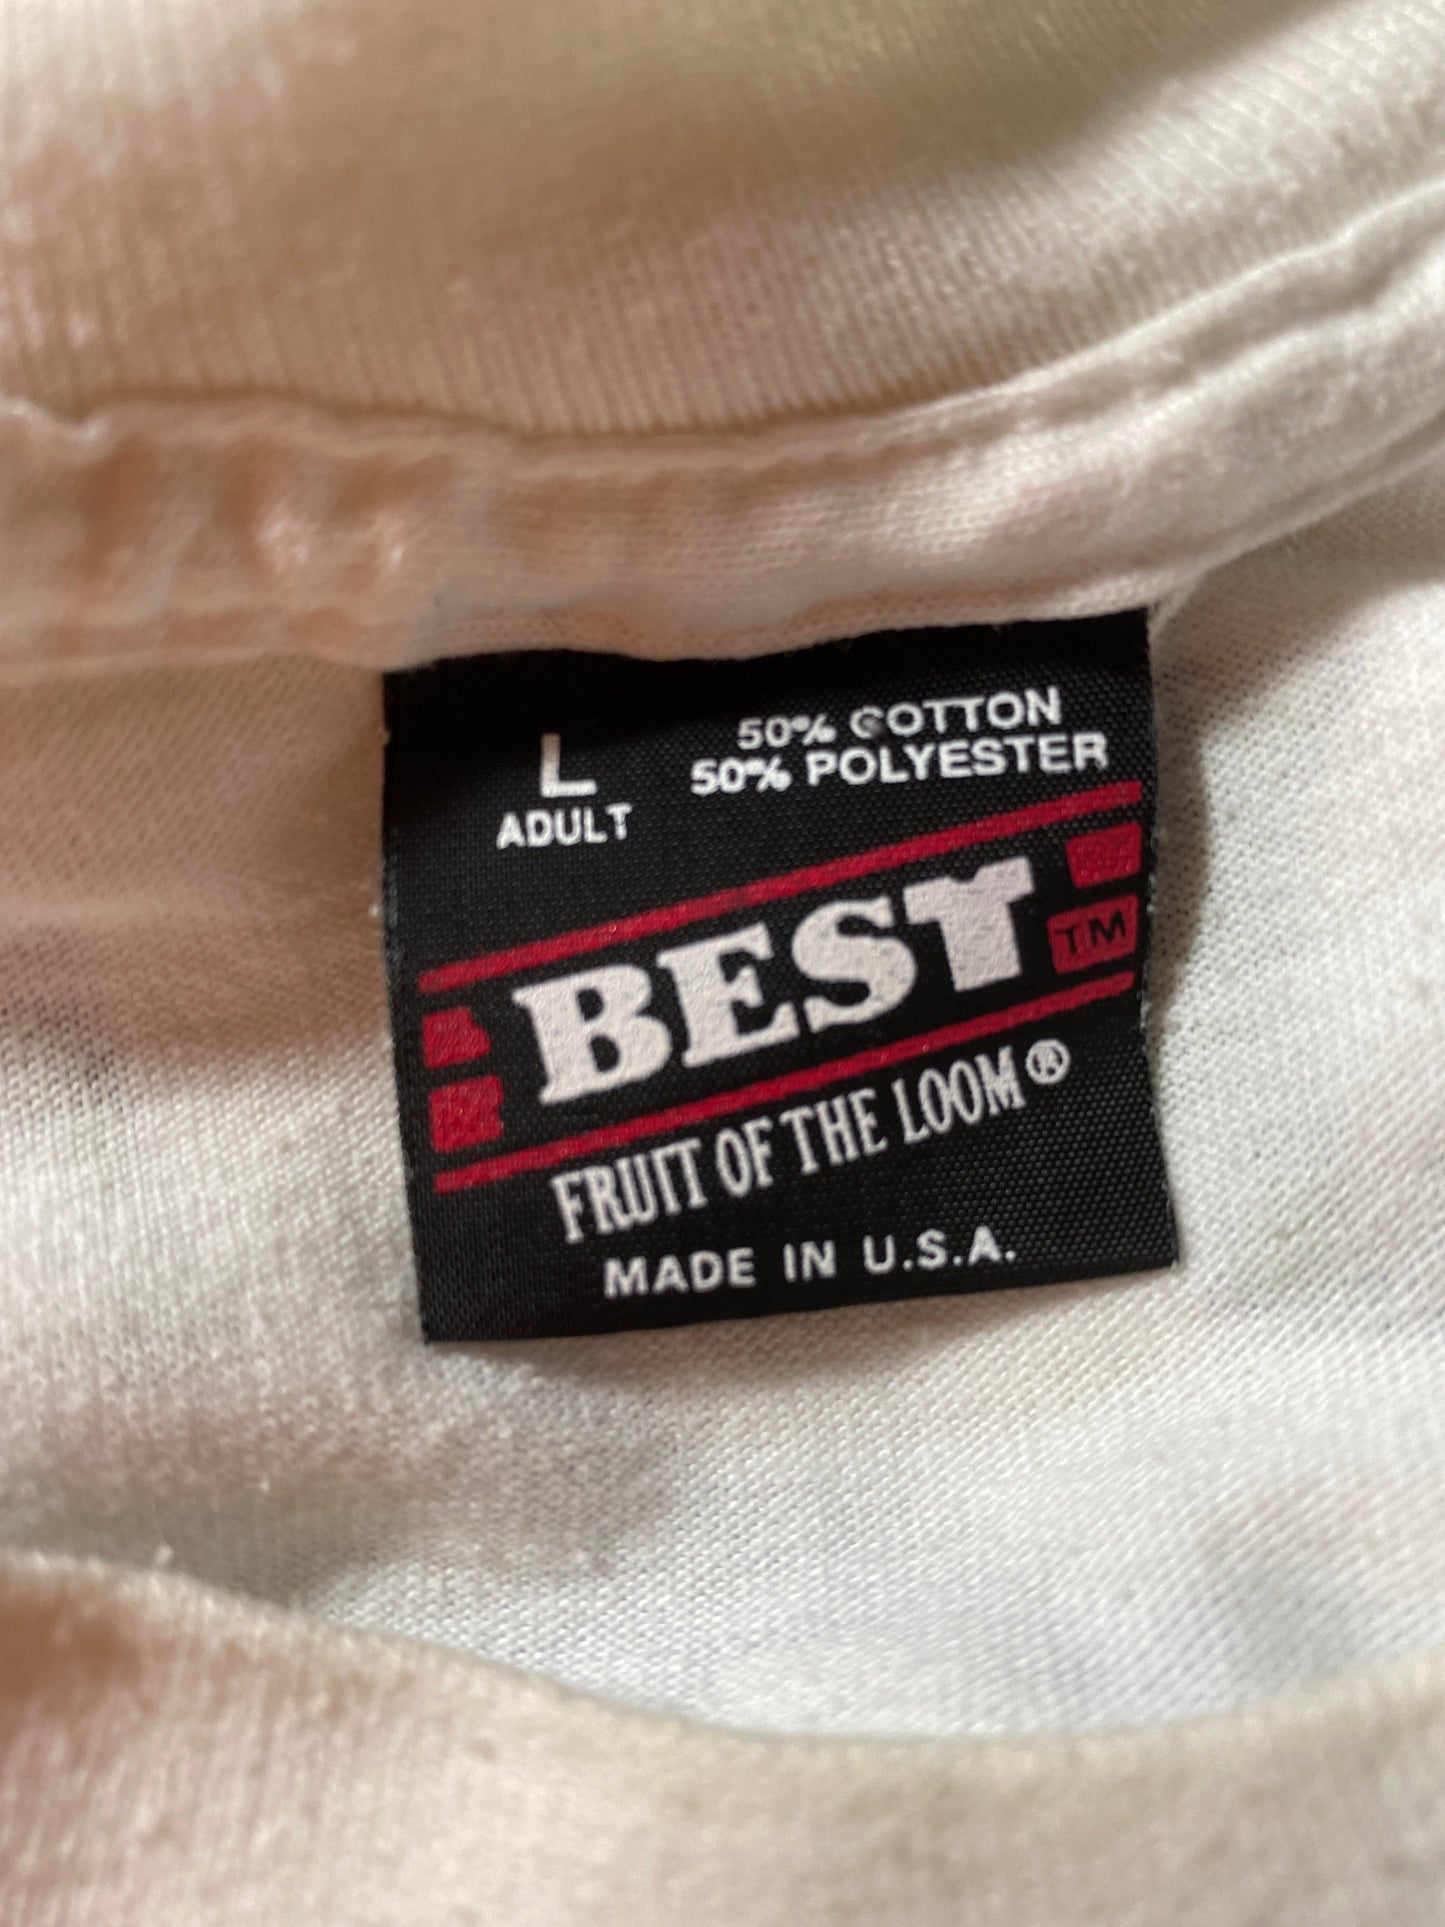 L
ADULT
50% COTTON
50% POLYESTER
BEST
TM
FRUIT OF THE LOOM®
MADE IN U.S.A.